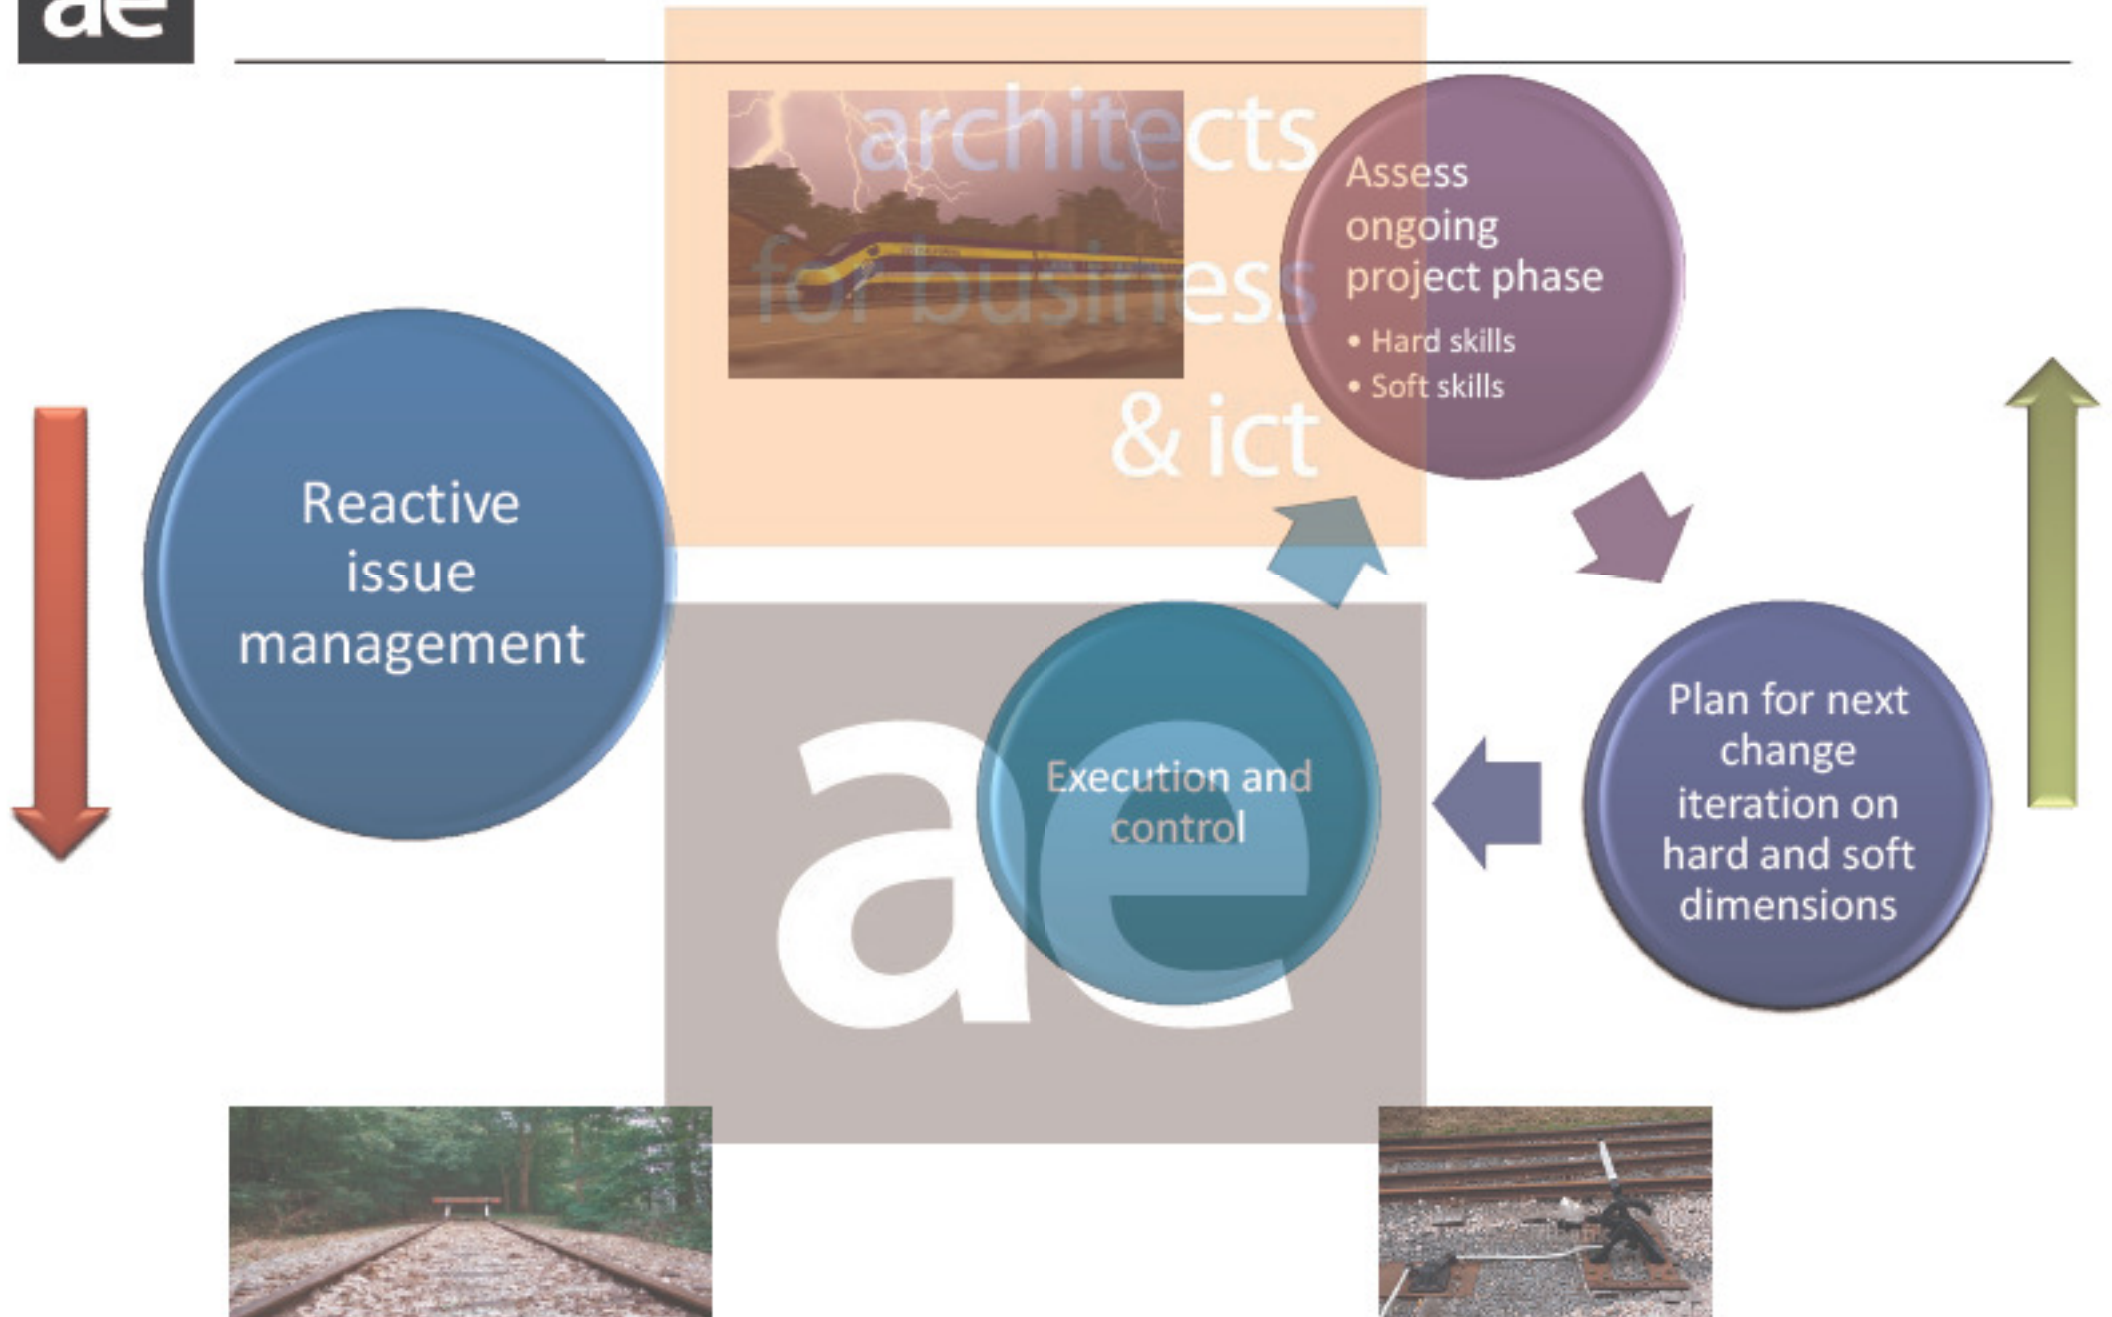 ae
architects
for business
& ict
Assess
ongoing
project phase
• Hard skills
• Soft skills
Reactive
issue
management
Execution and
control
Plan for next
change
iteration on
hard and soft
dimensions
ae